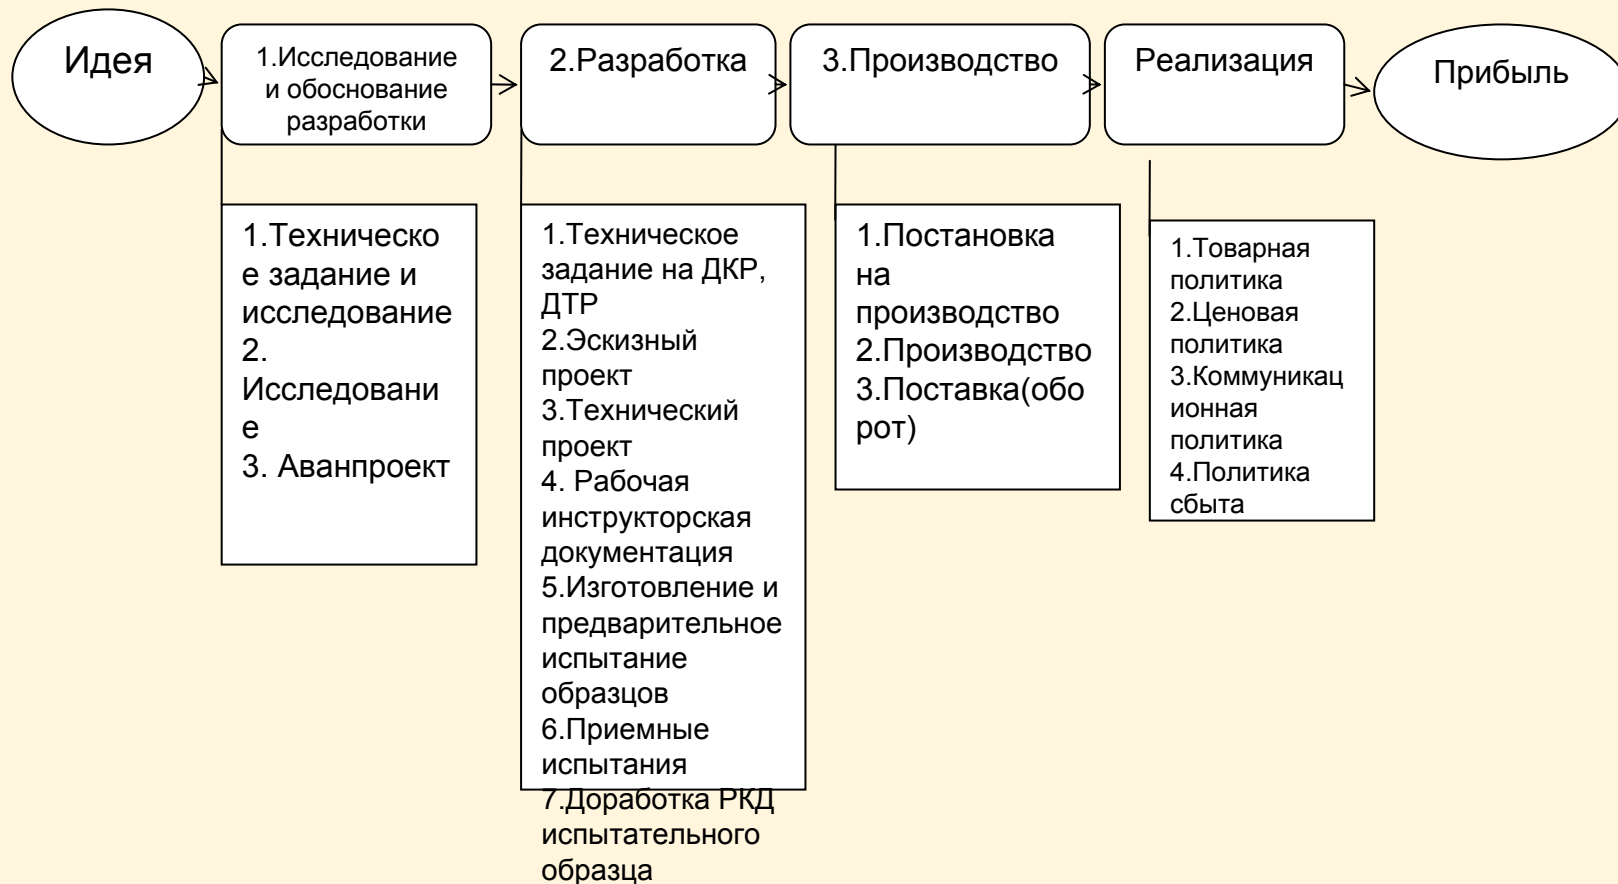 Идея
1.Исследование
и обоснование
разработки
2.Разработка
3.Производство
Реализация
Прибыль
1.Техническо
е задание и
исследование
2.
Исследовани
е
3. Аванпроект
1.Техническое
задание на ДКР,
ДТР
2.Эскизный
проект
3.Технический
проект
4. Рабочая
инструкторская
документация
5.Изготовление и
предварительное
испытание
образцов
6.Приемные
испытания
7.Доработка РКД
испытательного
образца
1.Постановка
на
производство
2.Производство
3.Поставка(обо
рот)
1.Товарная
политика
2.Ценовая
политика
3.Коммуникац
ионная
политика
4.Политика
сбыта